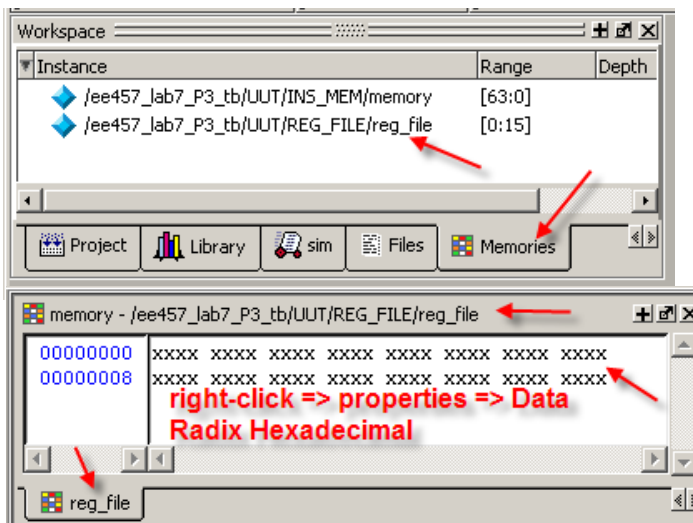 Workspace
Instance Range Depth
/ee457_lab7_P3_tb/UUT/INS_MEM/memory [63:0]
/ee457_lab7_P3_tb/UUT/REG_FILE/reg_file [0:15]
Project Library sim Files Memories
memory - /ee457_lab7_P3_tb/UUT/REG_FILE/reg_file
00000000 xxxx xxxx xxxx xxxx xxxx xxxx xxxx xxxx
00000008 xxxx xxxx xxxx xxxx xxxx xxxx xxxx xxxx
right-click => properties => Data
Radix Hexadecimal
reg_file